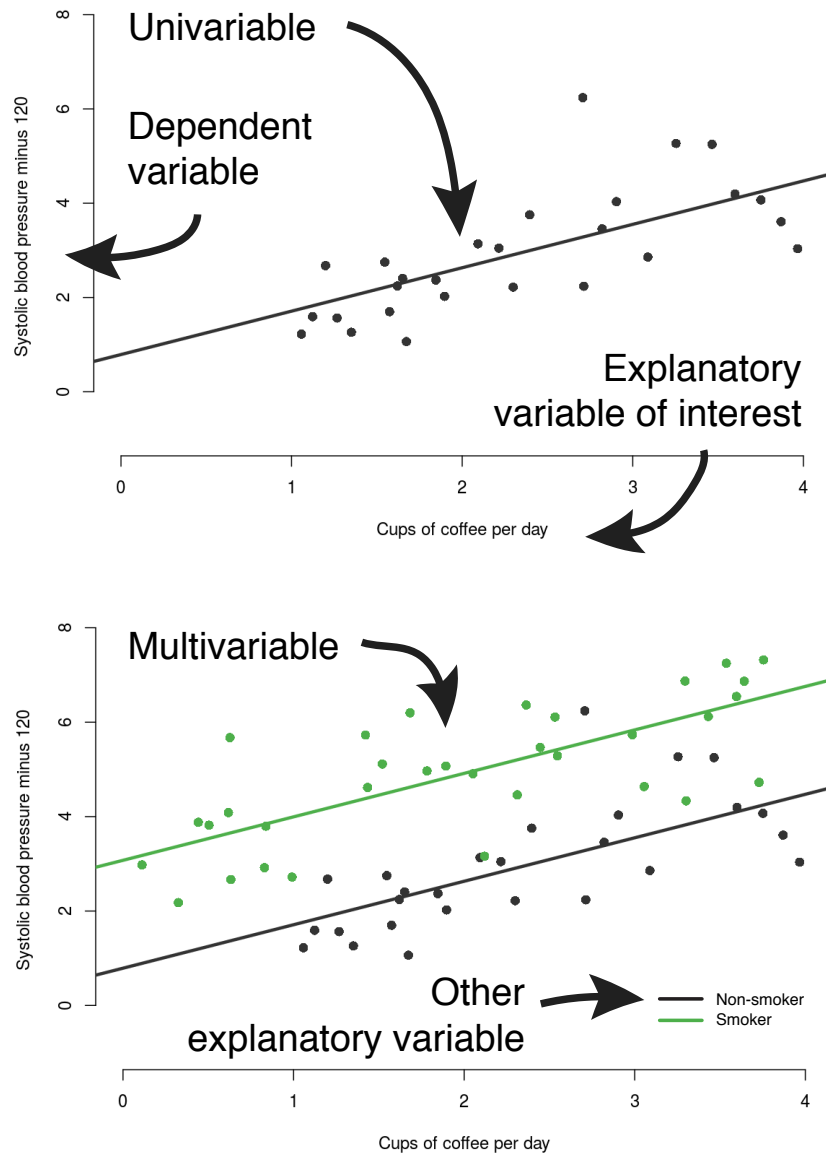 Univariable
Dependent
variable
Systolic blood pressure minus 120
8
6
4
2
0
Explanatory
variable of interest
0 1 2 3 4
Cups of coffee per day
Multivariable
Systolic blood pressure minus 120
8
6
4
2
0
Other
explanatory variable
Non-smoker
Smoker
0 1 2 3 4
Cups of coffee per day